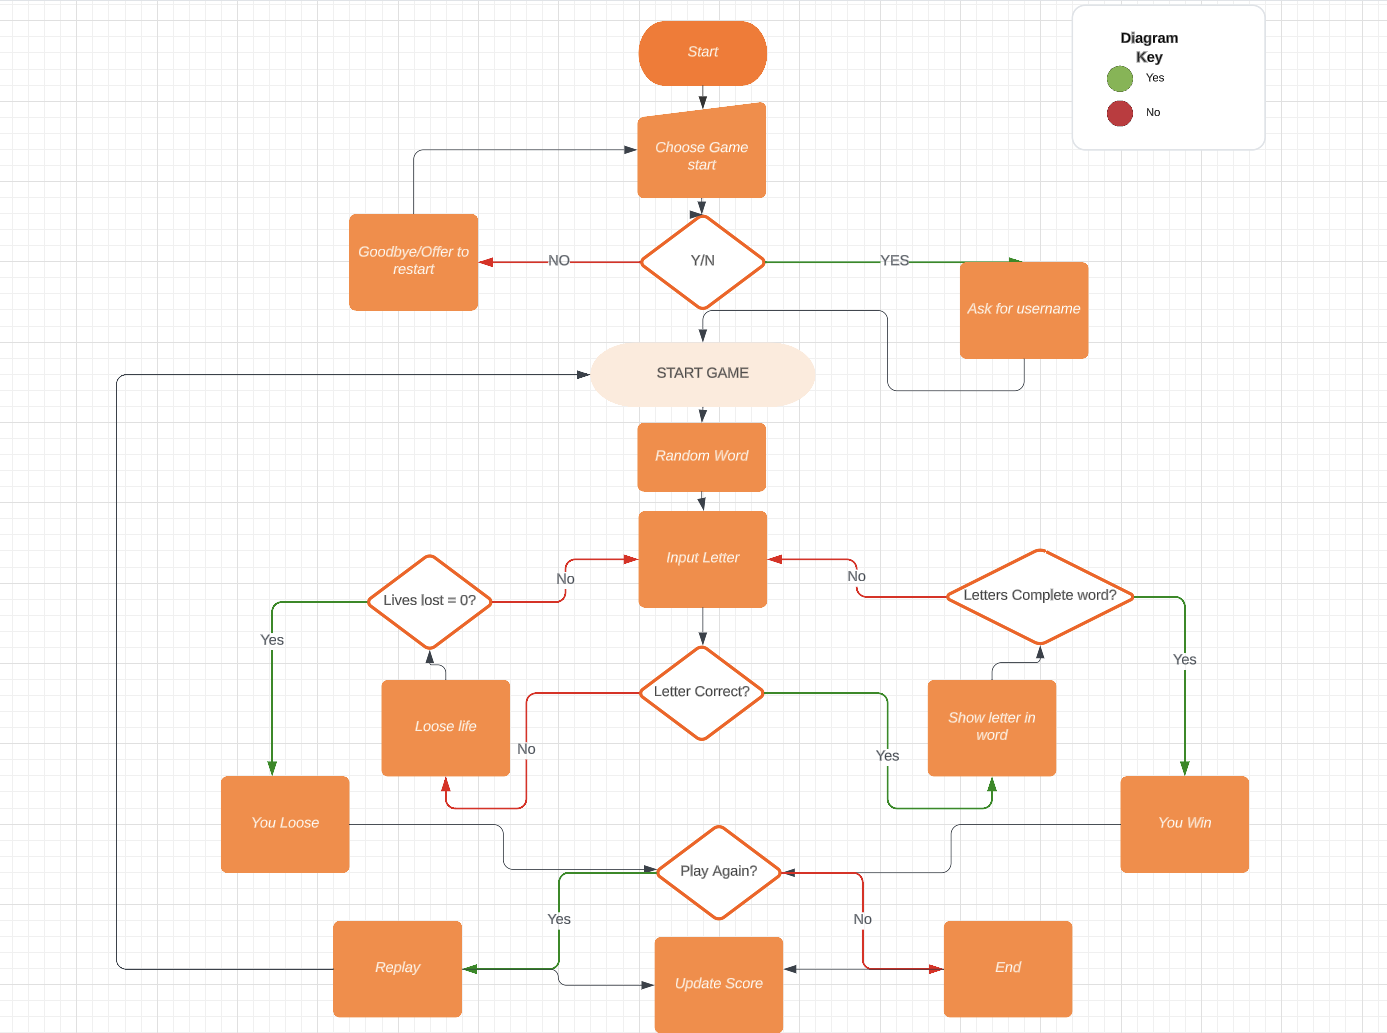 Diagram
Key
Yes
No
Start
Choose Game
start
Goodbye/Offer to
restart
NO
Y/N
YES
Ask for username
START GAME
Random Word
Input Letter
No
No
Lives lost = 0?
Letters Complete word?
Yes
Yes
Letter Correct?
Loose life
Show letter in
word
No
Yes
You Loose
You Win
Play Again?
Yes
No
Replay
Update Score
End